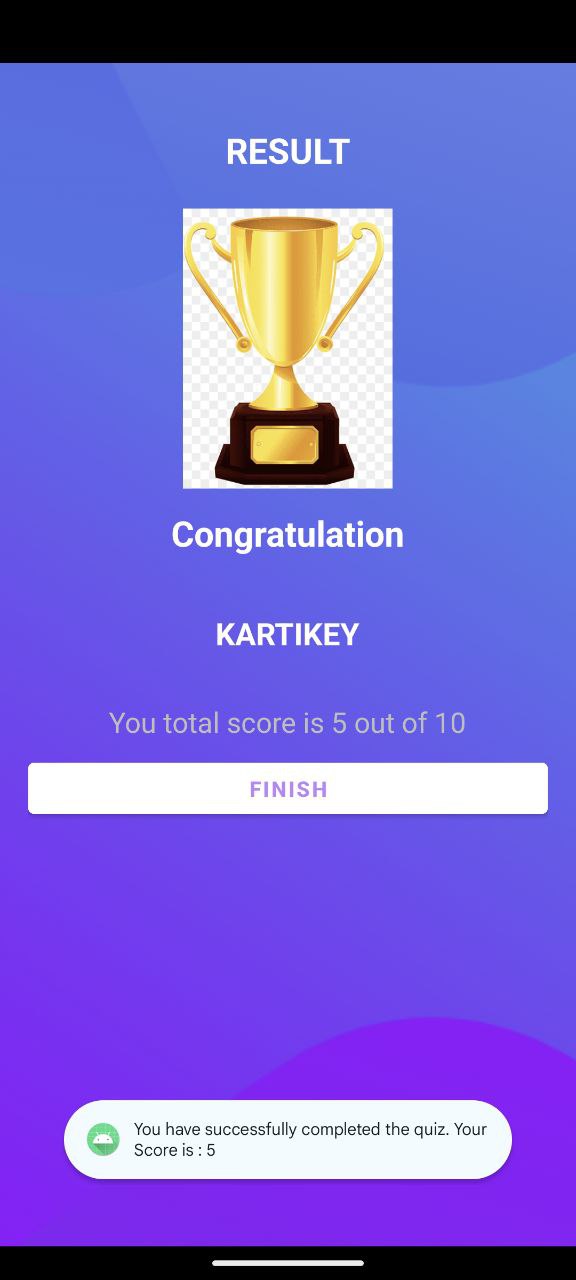 RESULT
Congratulation
KARTIKEY
You total score is 5 out of 10
FINISH
You have successfully completed the quiz. Your
Score is : 5